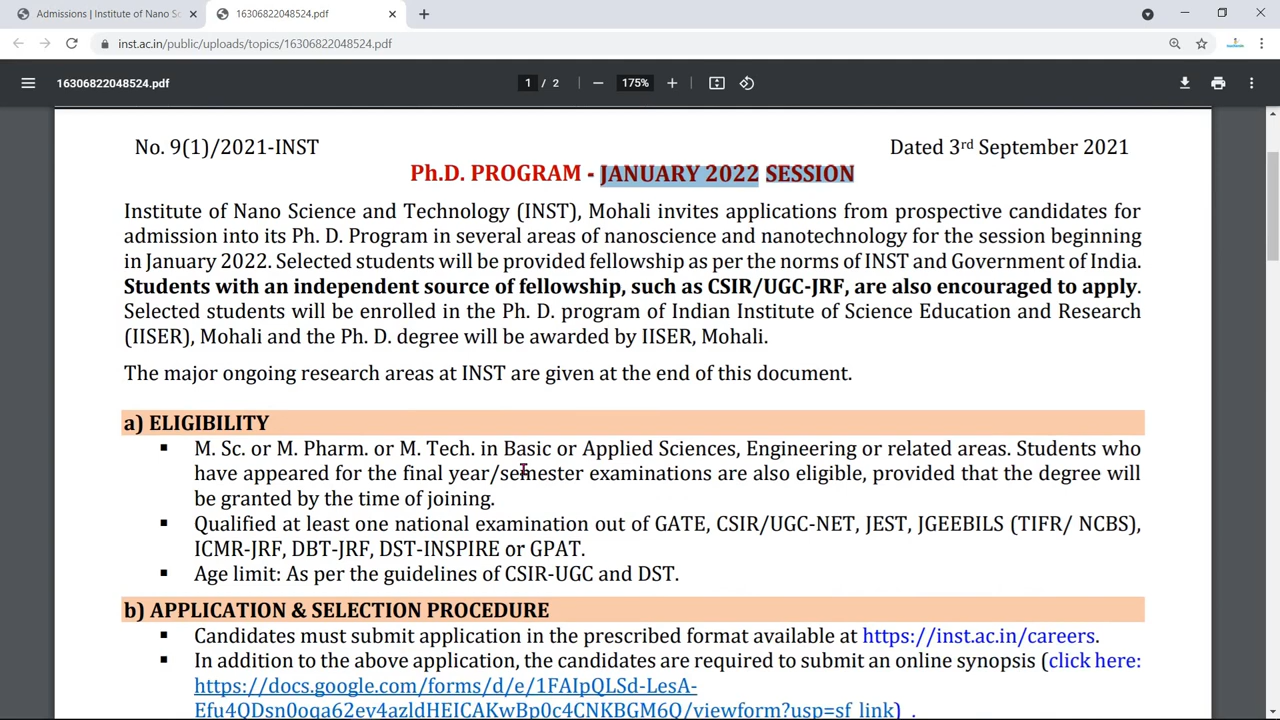 Admissions | Institute of Nano S
16306822048524.pdf
inst.ac.in/public/uploads/topics/16306822048524.pdf
16306822048524.pdf
1 / 2
175%
No. 9(1)/2021-INST
Dated 3rd September 2021
Ph.D. PROGRAM - JANUARY 2022 SESSION
Institute of Nano Science and Technology (INST), Mohali invites applications from prospective candidates for
admission into its Ph. D. Program in several areas of nanoscience and nanotechnology for the session beginning
in January 2022. Selected students will be provided fellowship as per the norms of INST and Government of India.
Students with an independent source of fellowship, such as CSIR/UGC-JRF, are also encouraged to apply.
Selected students will be enrolled in the Ph. D. program of Indian Institute of Science Education and Research
(IISER), Mohali and the Ph. D. degree will be awarded by IISER, Mohali.
The major ongoing research areas at INST are given at the end of this document.
a) ELIGIBILITY
▪ M. Sc. or M. Pharm. or M. Tech. in Basic or Applied Sciences, Engineering or related areas. Students who
have appeared for the final year/semester examinations are also eligible, provided that the degree will
be granted by the time of joining.
▪ Qualified at least one national examination out of GATE, CSIR/UGC-NET, JEST, JGEEBILS (TIFR/ NCBS),
ICMR-JRF, DBT-JRF, DST-INSPIRE or GPAT.
▪ Age limit: As per the guidelines of CSIR-UGC and DST.
b) APPLICATION & SELECTION PROCEDURE
▪ Candidates must submit application in the prescribed format available at https://inst.ac.in/careers.
▪ In addition to the above application, the candidates are required to submit an online synopsis (click here:
https://docs.google.com/forms/d/e/1FAIpQLSd-LesA-
Efu4QDsn0oqa62ev4azldHEICAKwBp0c4CNKBGM6Q/viewform?usp=sf_link) .